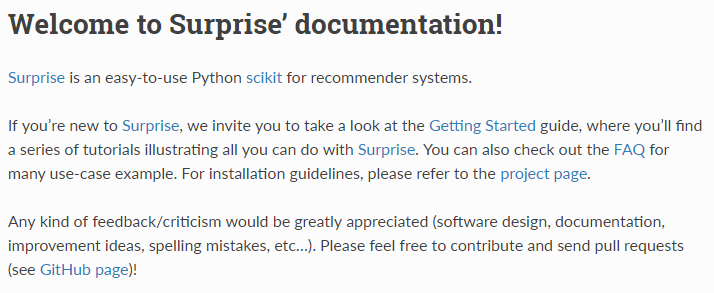 Welcome to Surprise’ documentation!
Surprise is an easy-to-use Python scikit for recommender systems.
If you’re new to Surprise, we invite you to take a look at the Getting Started guide, where you’ll find
a series of tutorials illustrating all you can do with Surprise. You can also check out the FAQ for
many use-case example. For installation guidelines, please refer to the project page.
Any kind of feedback/criticism would be greatly appreciated (software design, documentation,
improvement ideas, spelling mistakes, etc…). Please feel free to contribute and send pull requests
(see GitHub page)!